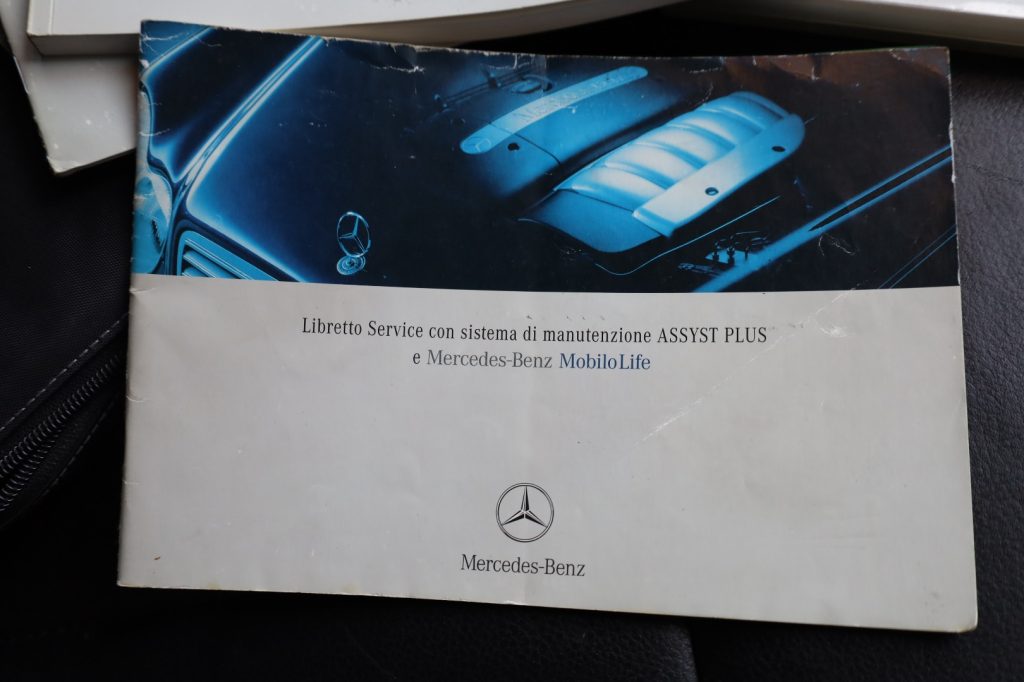 Libretto Service con sistema di manutenzione ASSYST PLUS
e Mercedes-Benz MobiloLife
Mercedes-Benz